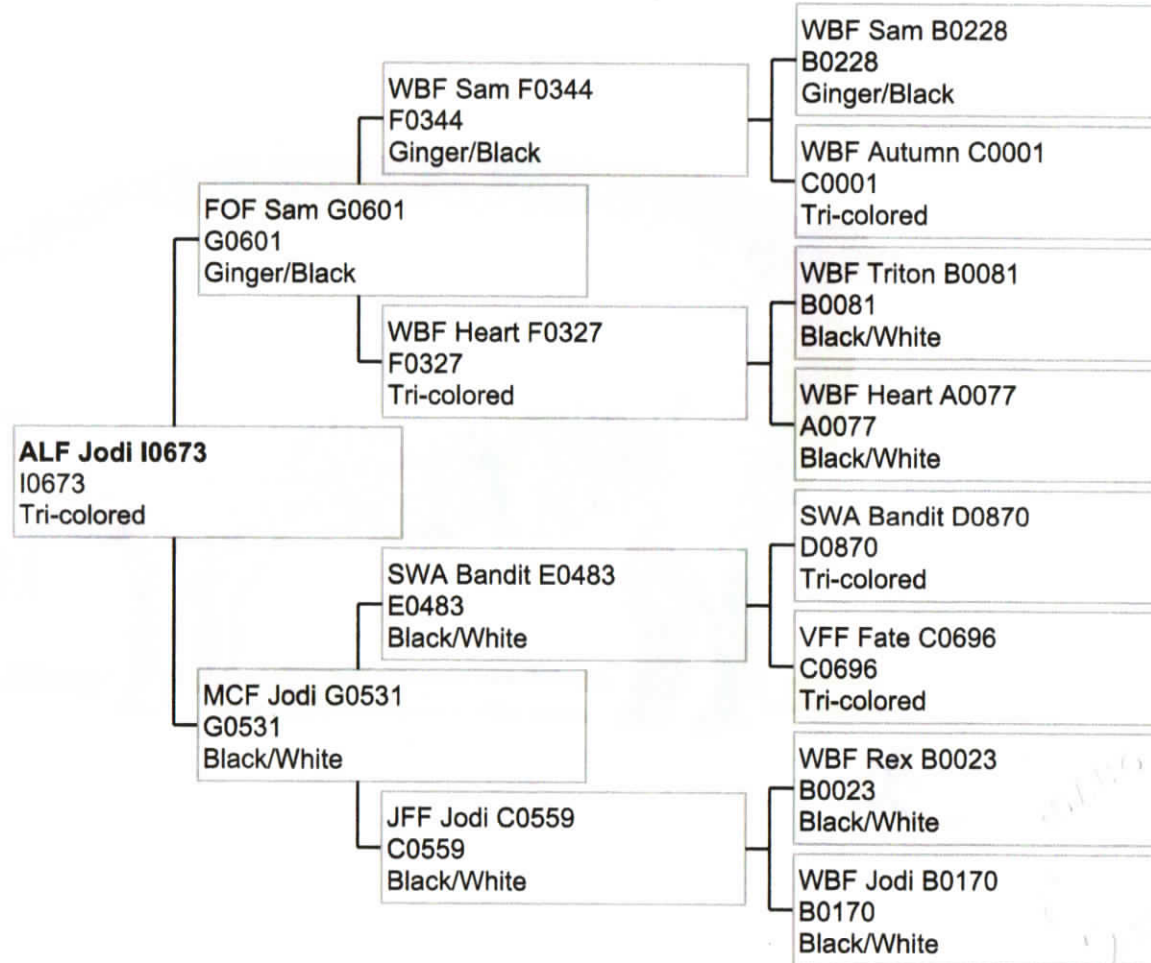 WBF Sam B0228
B0228
Ginger/Black
WBF Sam F0344
F0344
Ginger/Black
WBF Autumn C0001
C0001
Tri-colored
FOF Sam G0601
G0601
Ginger/Black
WBF Triton B0081
B0081
Black/White
WBF Heart F0327
F0327
Tri-colored
WBF Heart A0077
A0077
Black/White
ALF Jodi I0673
I0673
Tri-colored
SWA Bandit D0870
D0870
Tri-colored
SWA Bandit E0483
E0483
Black/White
VFF Fate C0696
C0696
Tri-colored
MCF Jodi G0531
G0531
Black/White
WBF Rex B0023
B0023
Black/White
JFF Jodi C0559
C0559
Black/White
WBF Jodi B0170
B0170
Black/White